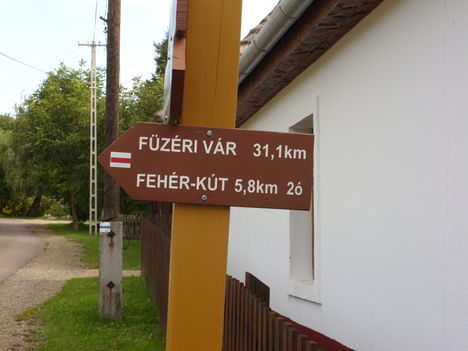 FÜZÉRI VÁR 31,1km
FEHÉR-KÚT 5,8km 2ó